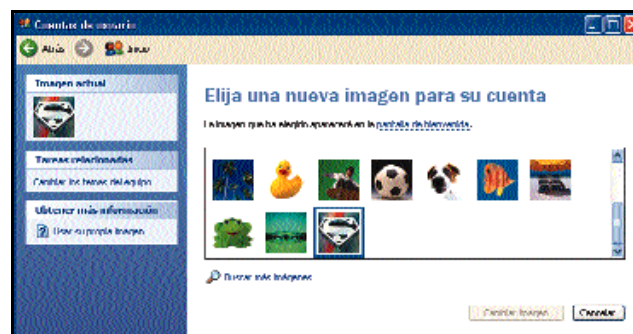 Cuentas de usuario
Atrás
Inicio
Imagen actual
Elija una nueva imagen para su cuenta
La imagen que ha elegido aparecerá en la pantalla de bienvenida.
Tareas relacionadas
Cambiar los temas del equipo
Obtener más información
Usar su propia imagen
Buscar más imágenes
Cambiar imagen
Cancelar